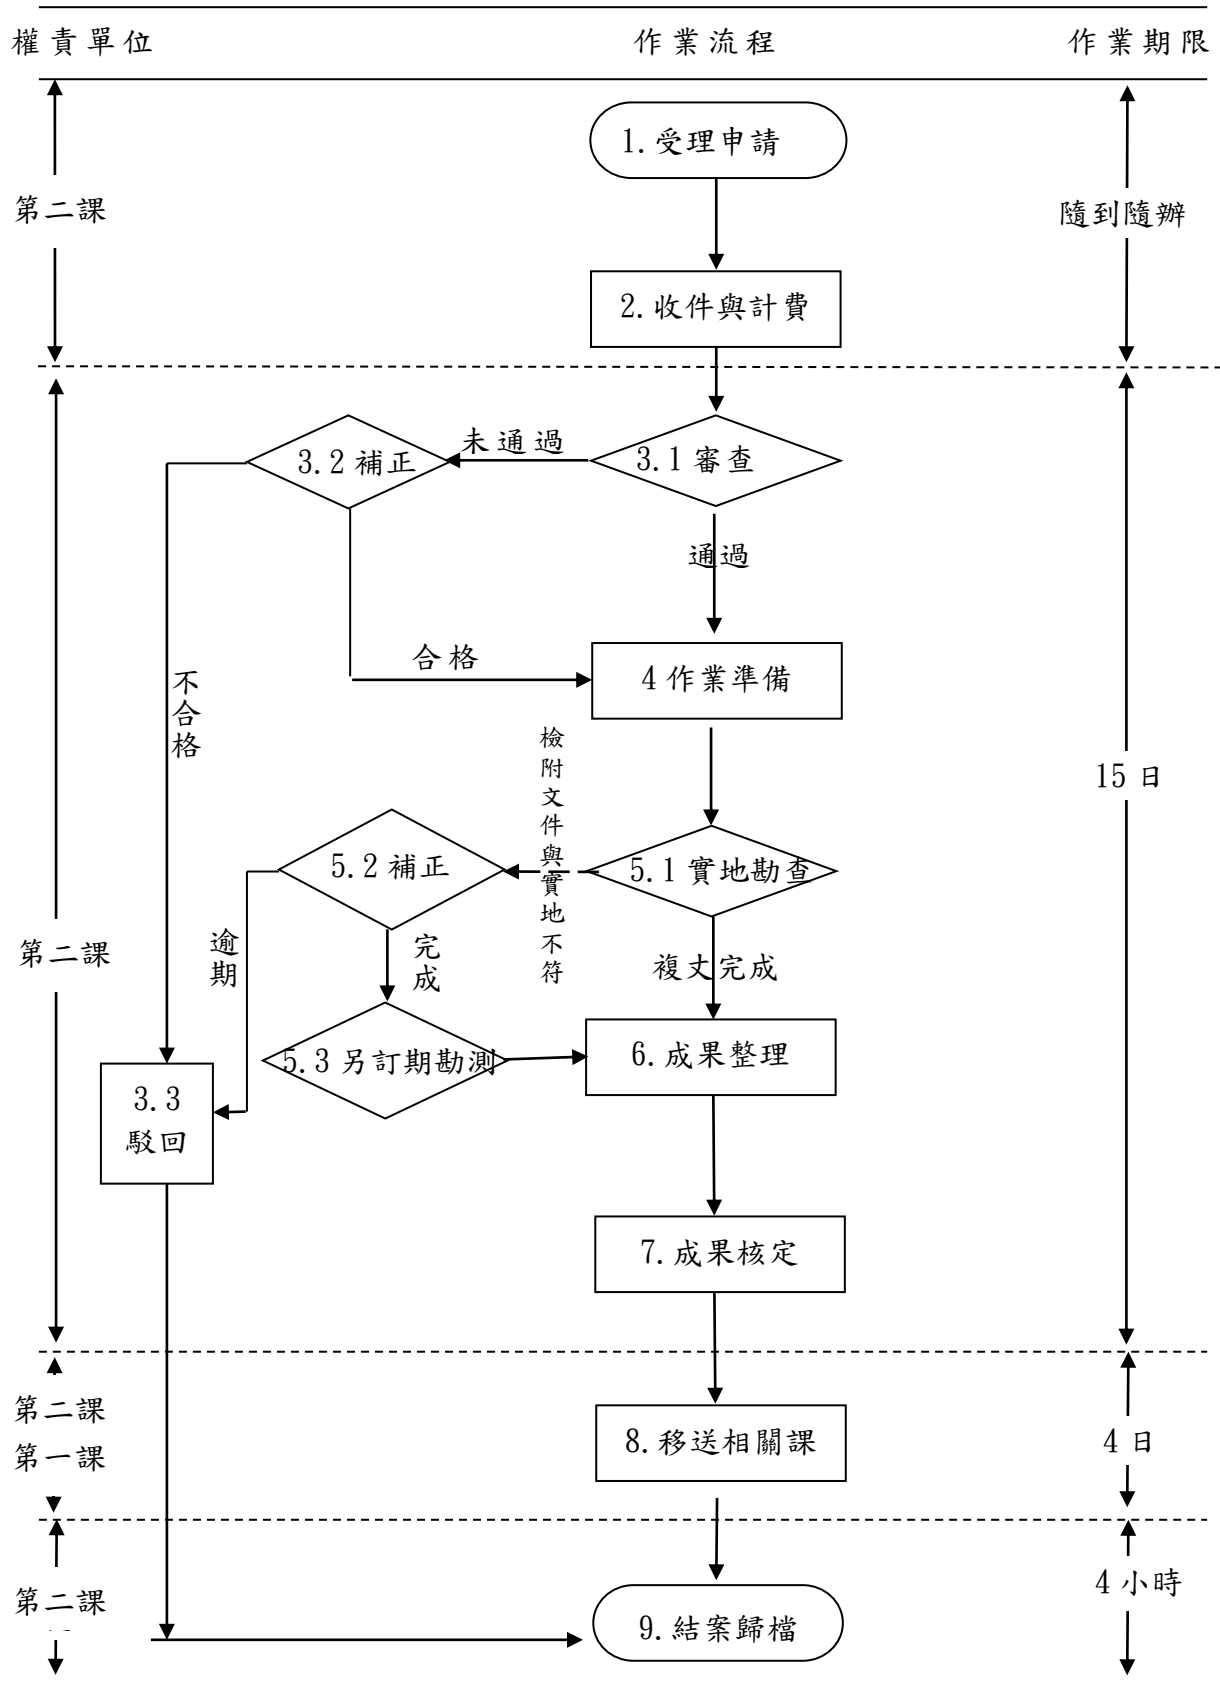 權責單位 作業流程 作業期限
1.受理申請
第二課
隨到隨辦
2.收件與計費
未通過
3.2 補正
3.1 審查
通過
合格
4 作業準備
不合格
檢附文件與實地不符
15 日
5.2 補正
5.1 實地勘查
逾期
完成
第二課
複丈完成
5.3 另訂期勘測
6.成果整理
3.3
駁回
7.成果核定
第二課
第一課
8.移送相關課
4 日
4 小時
第二課
9.結案歸檔